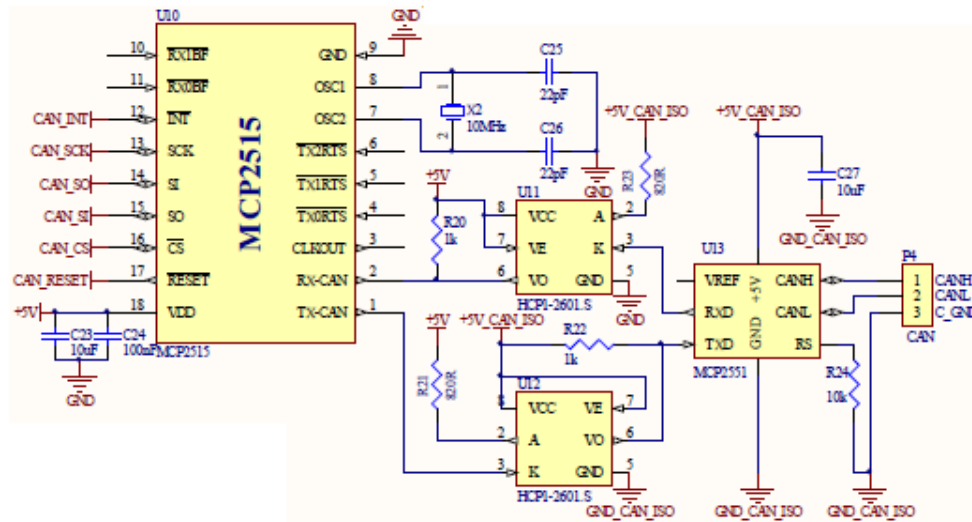 U10
MCP2515
MCP2515
10 RX1BF
11 RX0BF
CAN_INT 12 INT
CAN_SCK 13 SCK
CAN_SO 14 SI
CAN_SI 15 SO
CAN_CS 16 CS
CAN_RESET 17 RESET
+5V 18 VDD
GND 9 GND
OSC1 8
OSC2 7
TX2RTS 6
TX1RTS 5
TX0RTS 4
CLKOUT 3
RX-CAN 2
TX-CAN 1
C23
10uF
C24
100nF
GND
1
X2
10MHz
2
C25
22pF
C26
22pF
GND
+5V
R20
1k
U11
8 VCC A 2
7 VE K 3
6 VO GND 5
HCPl-2601.S
GND
+5V_CAN_ISO
R23
820R
+5V
R21
820R
+5V_CAN_ISO
R22
1k
U12
8 VCC VE 7
2 A VO 6
3 K GND 5
HCPl-2601.S
GND_CAN_ISO
+5V_CAN_ISO
C27
10uF
GND_CAN_ISO
U13
VREF +5V CANH
RXD CANL
TXD GND RS
MCP2551
R24
10k
GND_CAN_ISO
GND_CAN_ISO
P4
1 CANH
2 CANL
3 C_GND
CAN